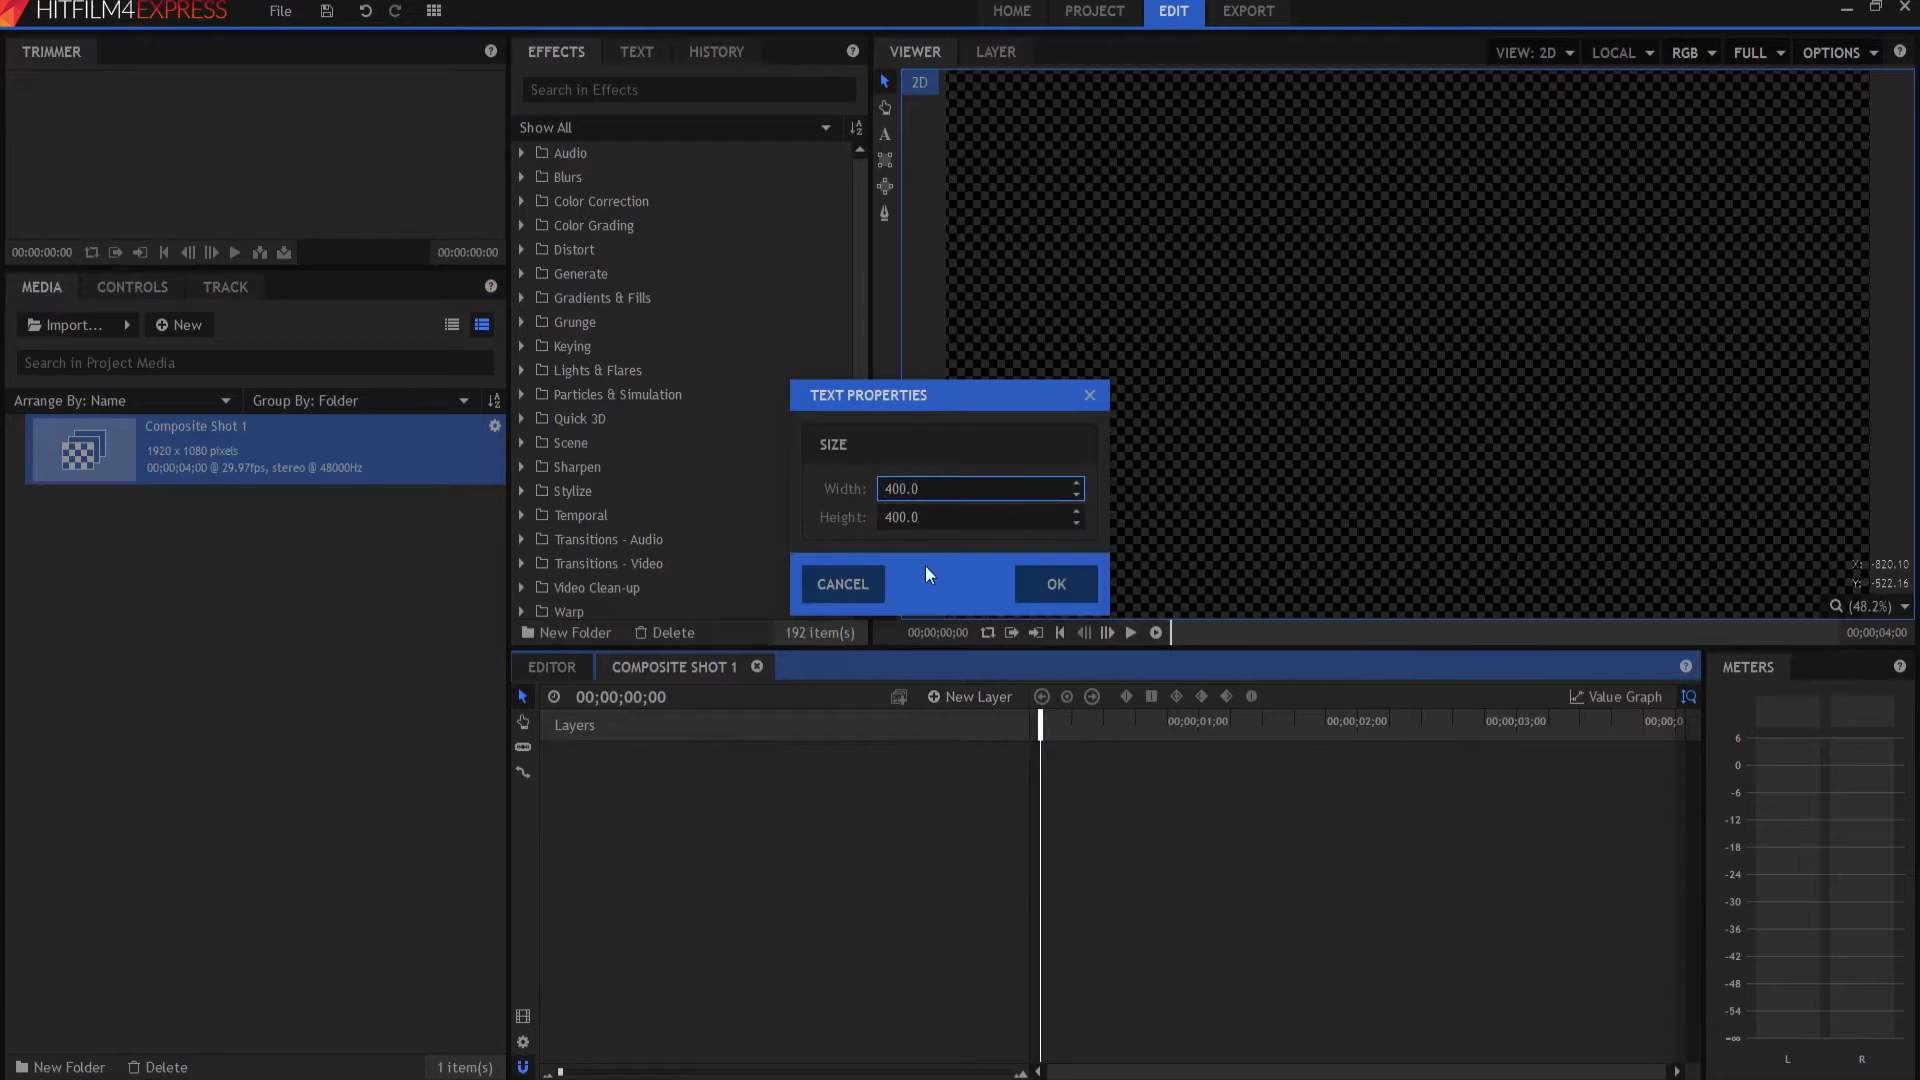 HITFILM4EXPRESS File HOME PROJECT EDIT EXPORT
TRIMMER
00:00:00:00 00:00:00:00
MEDIA CONTROLS TRACK
Import... New
Search in Project Media
Arrange By: Name Group By: Folder
Composite Shot 1
1920 x 1080 pixels
00;00;04;00 @ 29.97fps, stereo @ 48000Hz
New Folder Delete 1 item(s)
EFFECTS TEXT HISTORY
Search in Effects
Show All
Audio
Blurs
Color Correction
Color Grading
Distort
Generate
Gradients & Fills
Grunge
Keying
Lights & Flares
Particles & Simulation
Quick 3D
Scene
Sharpen
Stylize
Temporal
Transitions - Audio
Transitions - Video
Video Clean-up
Warp
New Folder Delete 192 item(s)
VIEWER LAYER VIEW: 2D LOCAL RGB FULL OPTIONS
2D
A
X: -820.10
Y: -522.16
(48.2%)
00;00;00;00 00;00;04;00
TEXT PROPERTIES
SIZE
Width: 400.0
Height: 400.0
CANCEL OK
EDITOR COMPOSITE SHOT 1
00;00;00;00 New Layer Value Graph
Layers 00;00;01;00 00;00;02;00 00;00;03;00 00;00;0
METERS
6
0
-6
-12
-18
-24
-30
-36
-42
-48
-54
-∞
L R